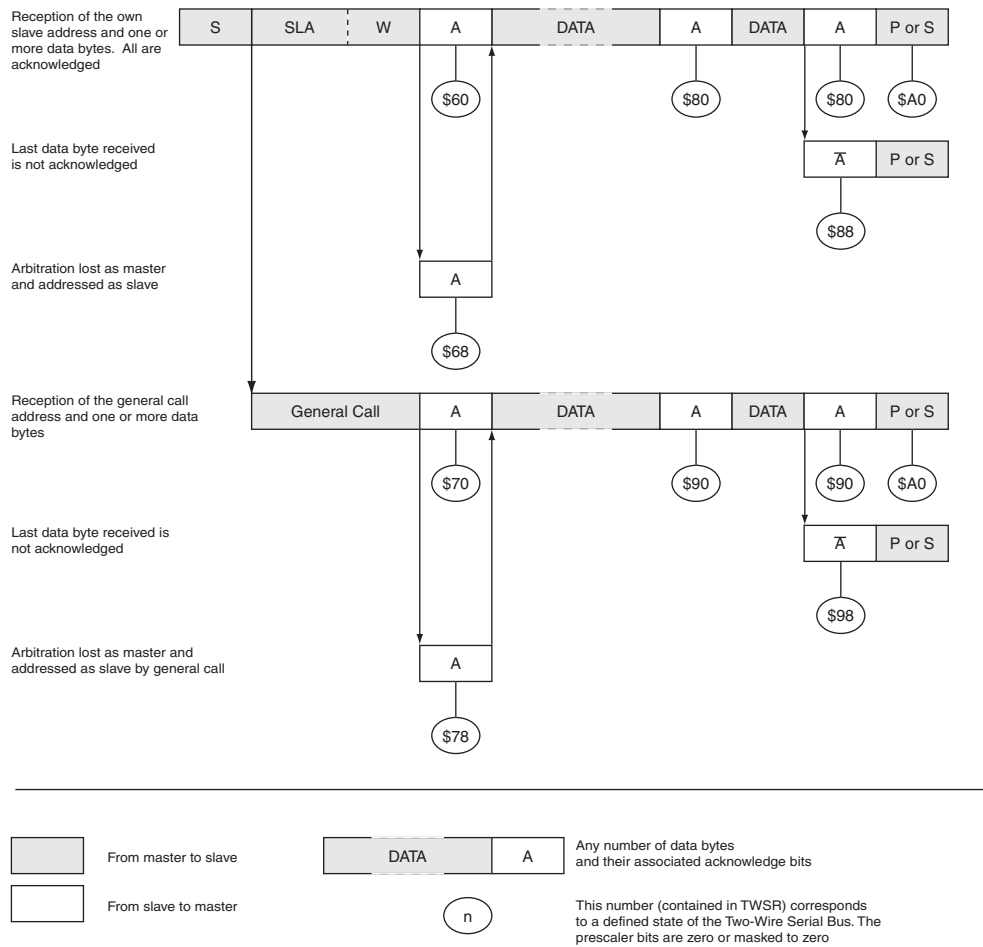 Reception of the own
slave address and one or
more data bytes. All are
acknowledged
S SLA W A DATA A DATA A P or S
$60 $80 $80 $A0
Last data byte received
is not acknowledged
A̅ P or S
$88
Arbitration lost as master
and addressed as slave
A
$68
Reception of the general call
address and one or more data
bytes
General Call A DATA A DATA A P or S
$70 $90 $90 $A0
Last data byte received is
not acknowledged
A̅ P or S
$98
Arbitration lost as master and
addressed as slave by general call
A
$78
From master to slave
DATA A
Any number of data bytes
and their associated acknowledge bits
From slave to master
n
This number (contained in TWSR) corresponds
to a defined state of the Two-Wire Serial Bus. The
prescaler bits are zero or masked to zero